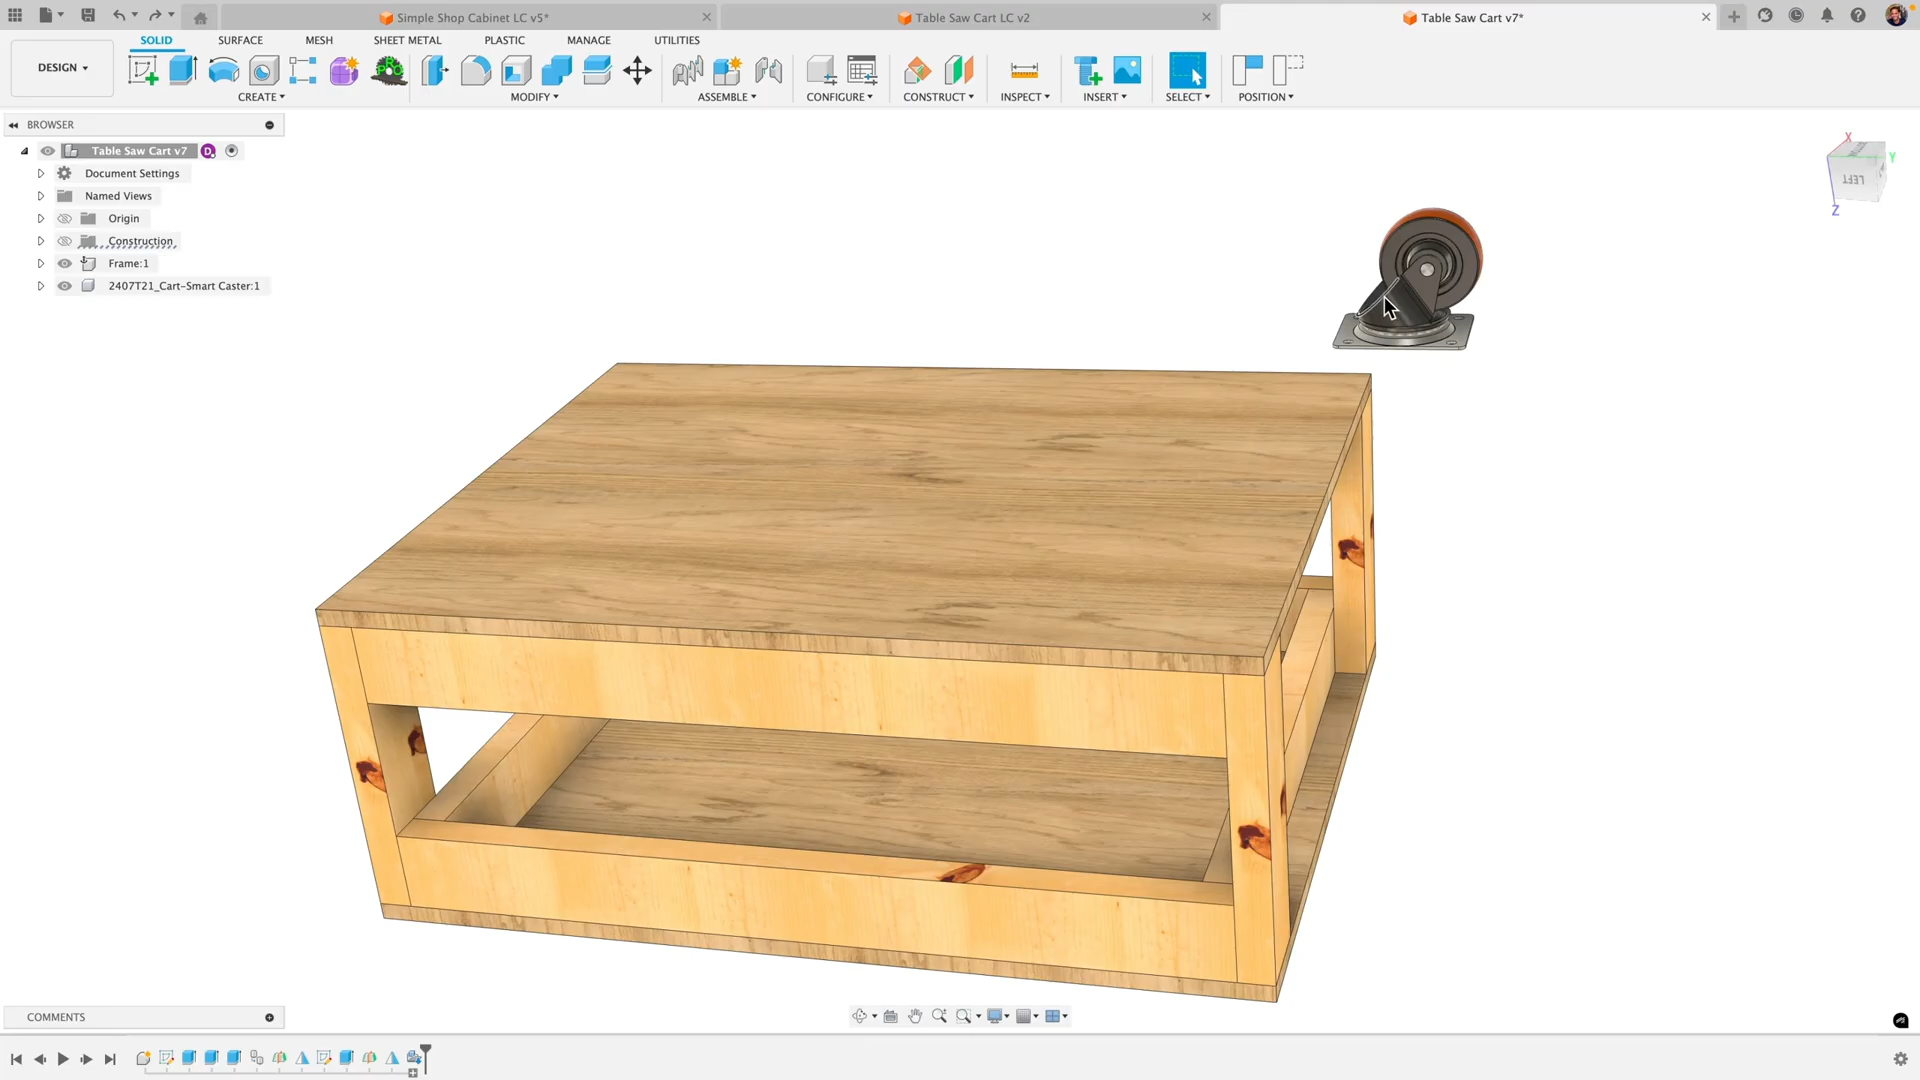 Simple Shop Cabinet LC v5*
Table Saw Cart LC v2
Table Saw Cart v7*
DESIGN
SOLID
SURFACE
MESH
SHEET METAL
PLASTIC
MANAGE
UTILITIES
CREATE
MODIFY
ASSEMBLE
CONFIGURE
CONSTRUCT
INSPECT
INSERT
SELECT
POSITION
BROWSER
Table Saw Cart v7
D
Document Settings
Named Views
Origin
Construction
Frame:1
2407T21_Cart-Smart Caster:1
X
Y
LEFT
Z
COMMENTS